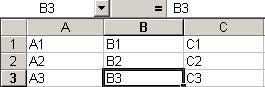 B3 = B3
A B C
1 A1 B1 C1
2 A2 B2 C2
3 A3 B3 C3